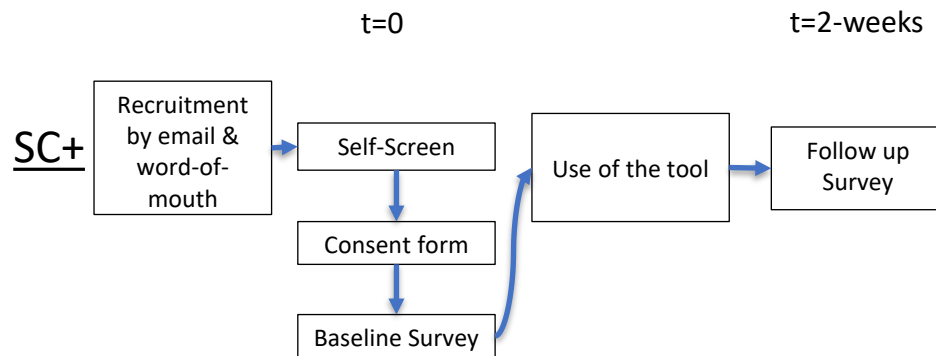 t=0
t=2-weeks
SC+
Recruitment
by email &
word-of-
mouth
Self-Screen
Consent form
Baseline Survey
Use of the tool
Follow up
Survey